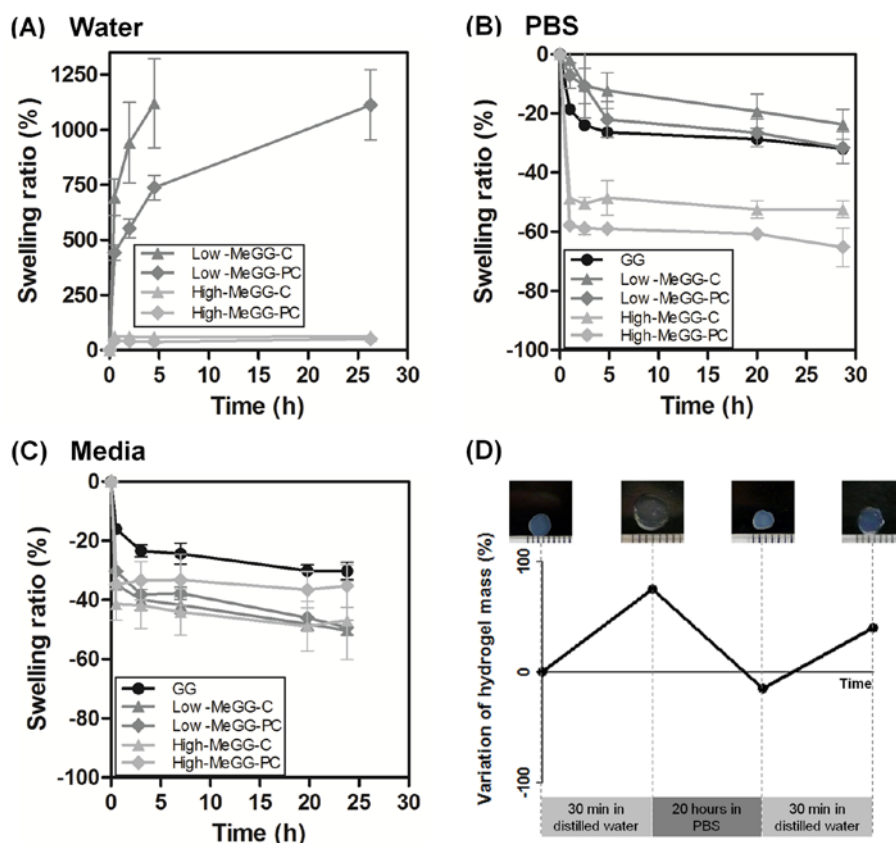 (A) Water
Swelling ratio (%)
1250
1000
750
500
250
0
Low -MeGG-C
Low -MeGG-PC
High-MeGG-C
High-MeGG-PC
0 5 10 15 20 25 30
Time (h)
(B) PBS
Swelling ratio (%)
0
-20
-40
-60
-80
-100
GG
Low -MeGG-C
Low -MeGG-PC
High-MeGG-C
High-MeGG-PC
0 5 10 15 20 25 30
Time (h)
(C) Media
Swelling ratio (%)
0
-20
-40
-60
-80
-100
GG
Low -MeGG-C
Low -MeGG-PC
High-MeGG-C
High-MeGG-PC
0 5 10 15 20 25 30
Time (h)
(D)
Variation of hydrogel mass (%)
100
0
-100
Time
30 min in
distilled water
20 hours in
PBS
30 min in
distilled water